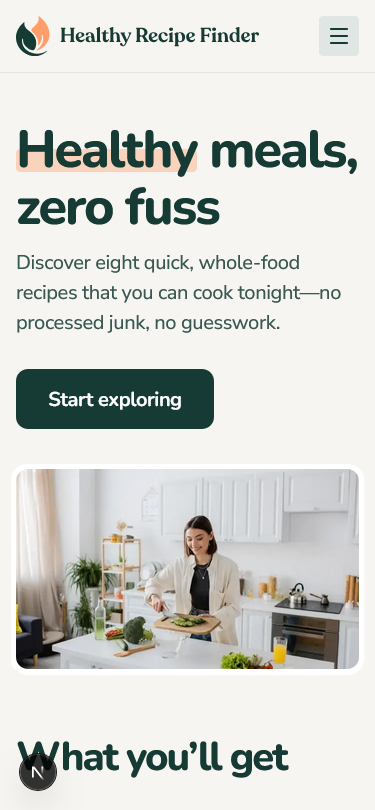 Healthy Recipe Finder
Healthy meals,
zero fuss
Discover eight quick, whole-food
recipes that you can cook tonight—no
processed junk, no guesswork.
Start exploring
What you’ll get
N